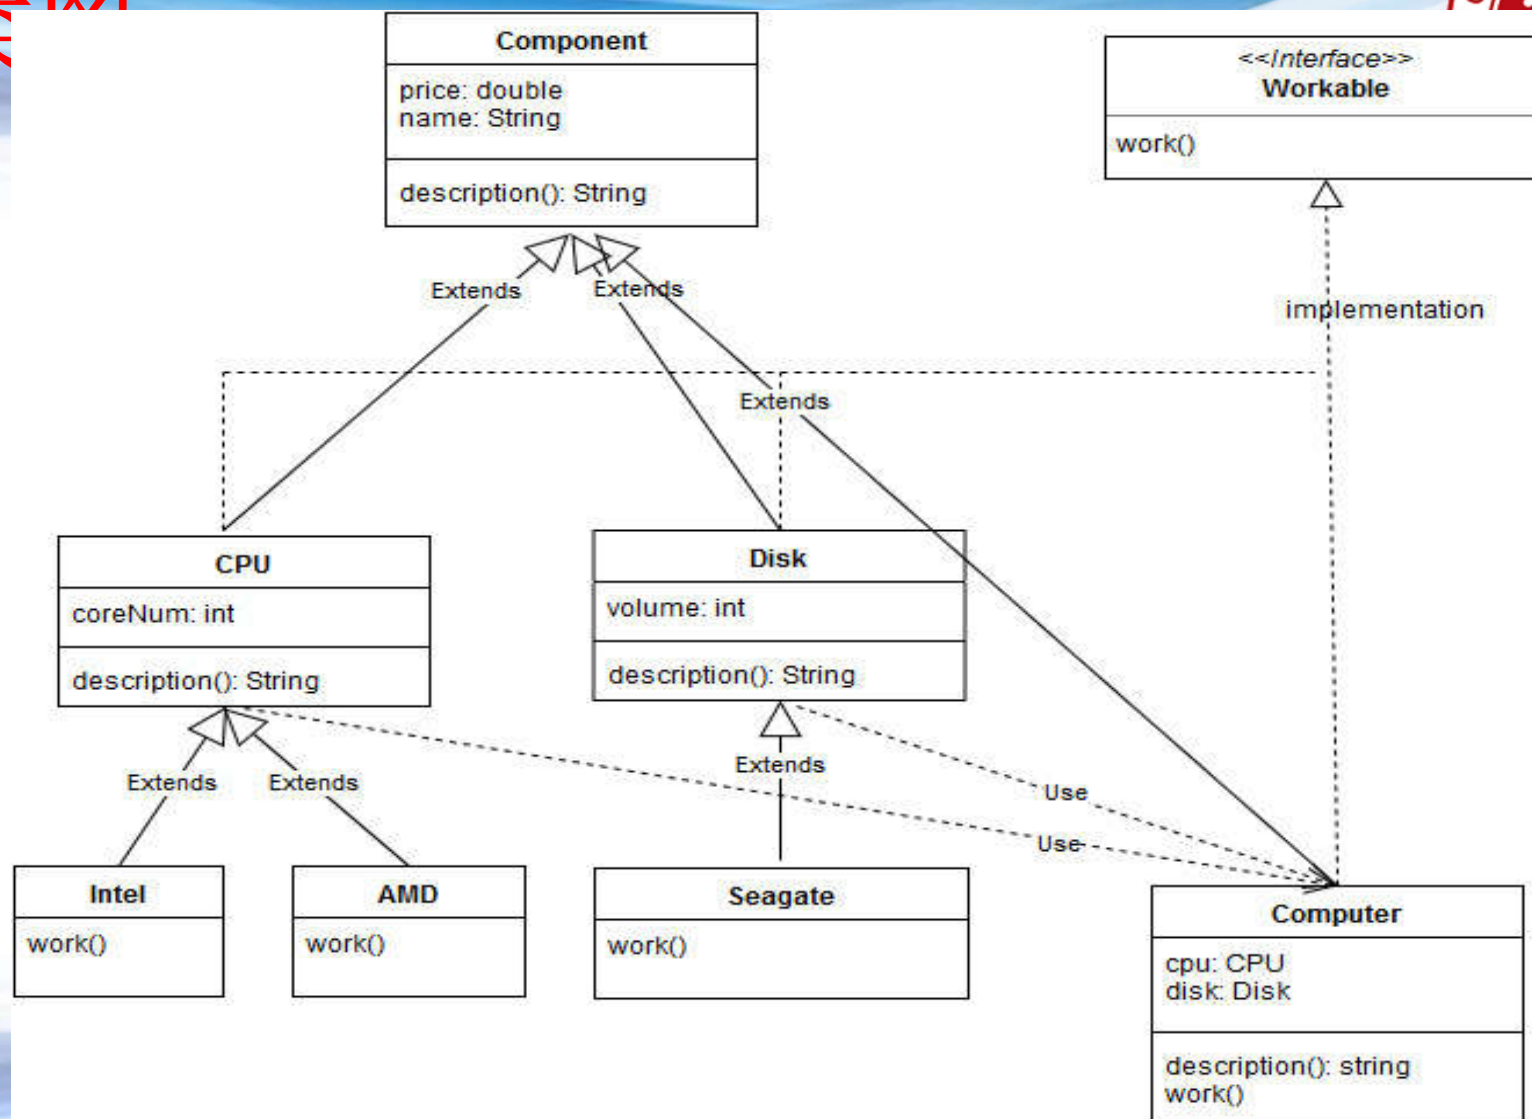 Component
price: double
name: String
description(): String
<<Interface>>
Workable
work()
Extends
Extends
implementation
Extends
CPU
coreNum: int
description(): String
Disk
volume: int
description(): String
Extends
Extends
Extends
Use
Use
Intel
work()
AMD
work()
Seagate
work()
Computer
cpu: CPU
disk: Disk
description(): string
work()